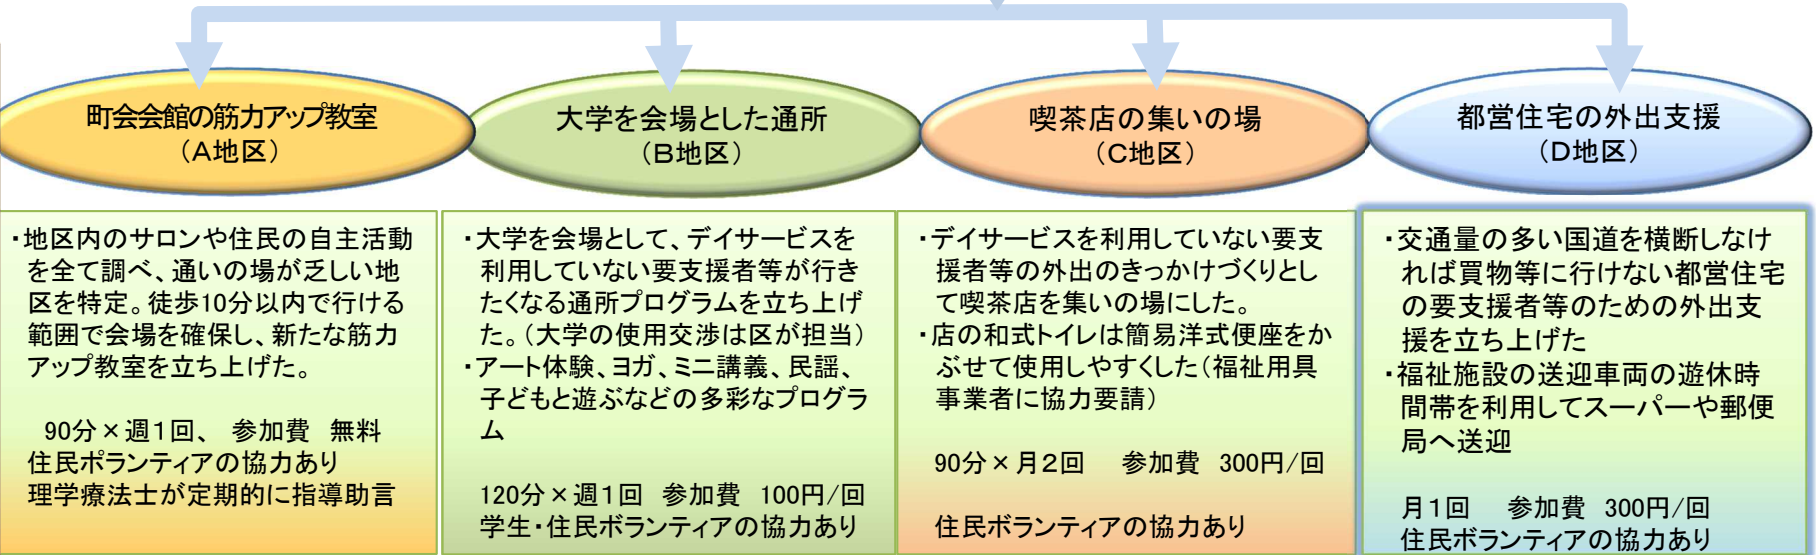 町会会館の筋力アップ教室
(A地区)
・地区内のサロンや住民の自主活動
を全て調べ、通いの場が乏しい地
区を特定。徒歩10分以内で行ける
範囲で会場を確保し、新たな筋力
アップ教室を立ち上げた。
90分×週1回、 参加費 無料
住民ボランティアの協力あり
理学療法士が定期的に指導助言
大学を会場とした通所
(B地区)
・大学を会場として、デイサービスを
利用していない要支援者等が行き
たくなる通所プログラムを立ち上げ
た。(大学の使用交渉は区が担当)
・アート体験、ヨガ、ミニ講義、民謡、
子どもと遊ぶなどの多彩なプログラ
ム
120分×週1回 参加費 100円/回
学生・住民ボランティアの協力あり
喫茶店の集いの場
(C地区)
・デイサービスを利用していない要支
援者等の外出のきっかけづくりとし
て喫茶店を集いの場にした。
・店の和式トイレは簡易洋式便座をか
ぶせて使用しやすくした(福祉用具
事業者に協力要請)
90分×月2回 参加費 300円/回
住民ボランティアの協力あり
都営住宅の外出支援
(D地区)
・交通量の多い国道を横断しなけ
れば買物等に行けない都営住宅
の要支援者等のための外出支
援を立ち上げた
・福祉施設の送迎車両の遊休時
間帯を利用してスーパーや郵便
局へ送迎
月1回 参加費 300円/回
住民ボランティアの協力あり